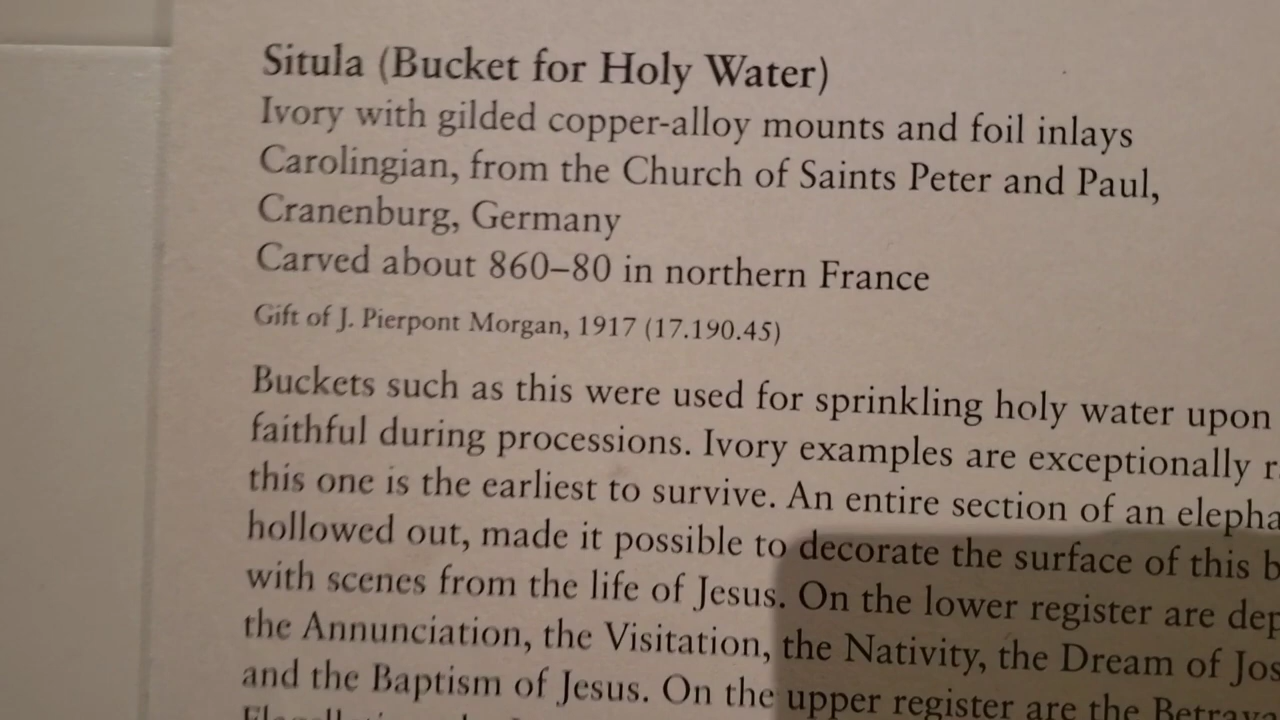 Situla (Bucket for Holy Water)
Ivory with gilded copper-alloy mounts and foil inlays
Carolingian, from the Church of Saints Peter and Paul,
Cranenburg, Germany
Carved about 860–80 in northern France
Gift of J. Pierpont Morgan, 1917 (17.190.45)
Buckets such as this were used for sprinkling holy water upon
faithful during processions. Ivory examples are exceptionally
this one is the earliest to survive. An entire section of an
hollowed out, made it possible to decorate the surface of this
with scenes from the life of Jesus. On the lower register are
the Annunciation, the Visitation, the Nativity, the Dream of
and the Baptism of Jesus. On the upper register are the